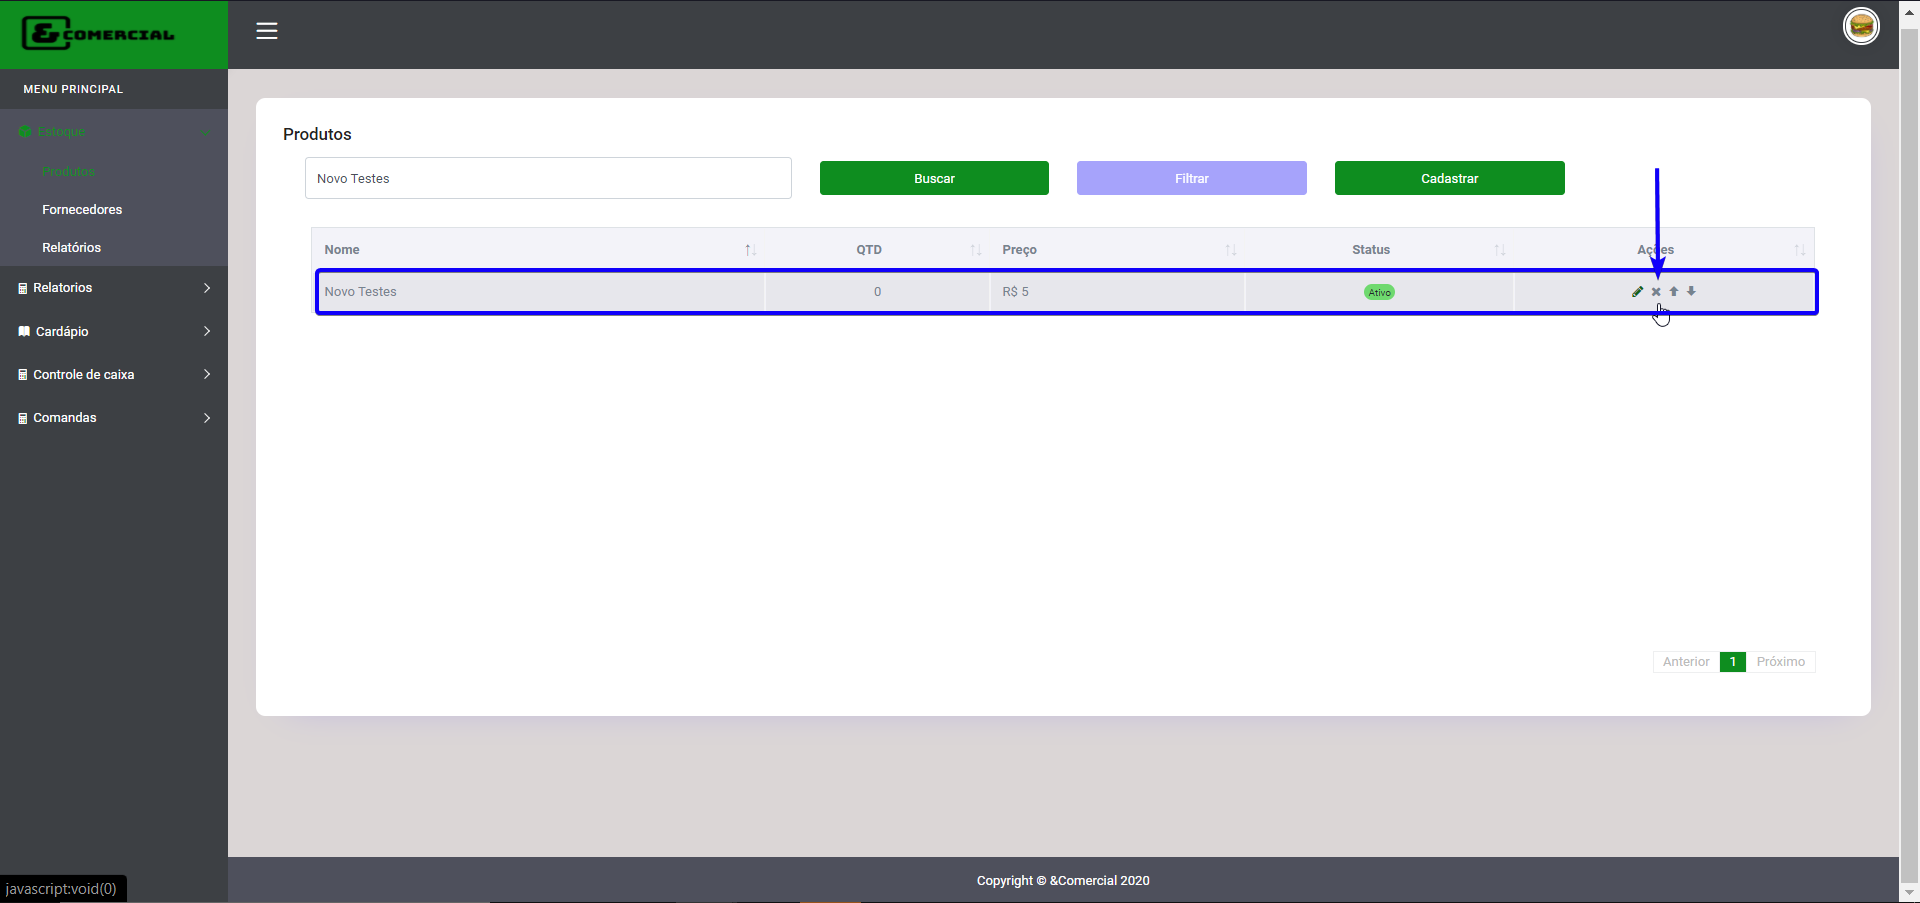 &COMERCIAL
MENU PRINCIPAL
Estoque
Produtos
Fornecedores
Relatórios
Relatorios
Cardápio
Controle de caixa
Comandas
Produtos
Novo Testes
Buscar
Filtrar
Cadastrar
Nome QTD Preço Status Ações
Novo Testes 0 R$ 5 Ativo
Anterior 1 Próximo
Copyright © &Comercial 2020
javascript:void(0)